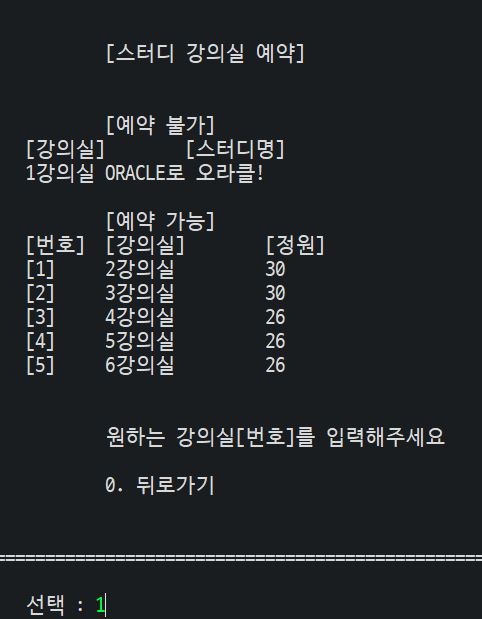 [스터디 강의실 예약]
[예약 불가]
[강의실] [스터디명]
1강의실 ORACLE로 오라클!
[예약 가능]
[번호] [강의실] [정원]
[1] 2강의실 30
[2] 3강의실 30
[3] 4강의실 26
[4] 5강의실 26
[5] 6강의실 26
원하는 강의실[번호]를 입력해주세요
0. 뒤로가기
================================================
선택 : 1